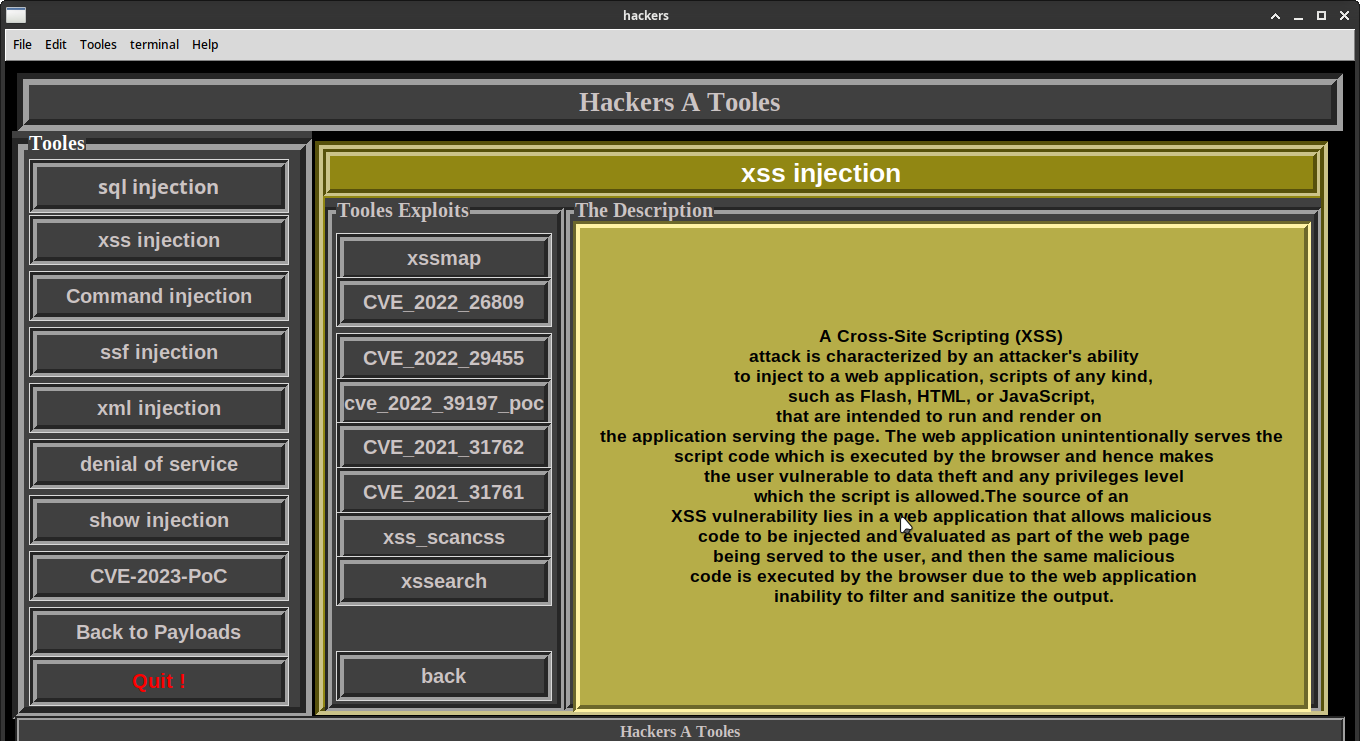 hackers
File Edit Tooles terminal Help
Hackers A Tooles
Tooles
sql injection
xss injection
Command injection
ssf injection
xml injection
denial of service
show injection
CVE-2023-PoC
Back to Payloads
Quit !
xss injection
Tooles Exploits
xssmap
CVE_2022_26809
CVE_2022_29455
cve_2022_39197_poc
CVE_2021_31762
CVE_2021_31761
xss_scancss
xssearch
back
The Description
A Cross-Site Scripting (XSS)
attack is characterized by an attacker's ability
to inject to a web application, scripts of any kind,
such as Flash, HTML, or JavaScript,
that are intended to run and render on
the application serving the page. The web application unintentionally serves the
script code which is executed by the browser and hence makes
the user vulnerable to data theft and any privileges level
which the script is allowed.The source of an
XSS vulnerability lies in a web application that allows malicious
code to be injected and evaluated as part of the web page
being served to the user, and then the same malicious
code is executed by the browser due to the web application
inability to filter and sanitize the output.
Hackers A Tooles